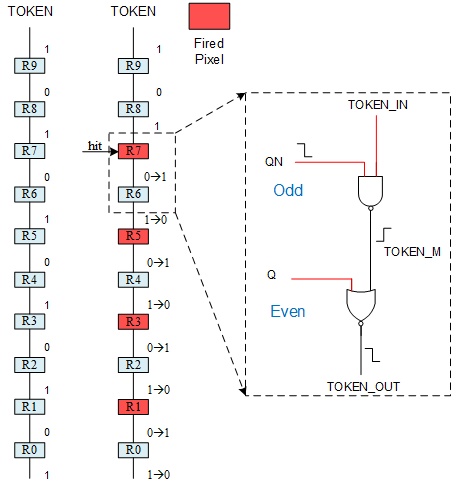 TOKEN
1
R9
0
R8
1
R7
0
R6
1
R5
0
R4
1
R3
0
R2
1
R1
0
R0
1
TOKEN
1
R9
0
R8
1
hit
R7
0→1
R6
1→0
R5
0→1
R4
1→0
R3
0→1
R2
1→0
R1
0→1
R0
1→0
Fired
Pixel
TOKEN_IN
QN
Odd
TOKEN_M
Q
Even
TOKEN_OUT